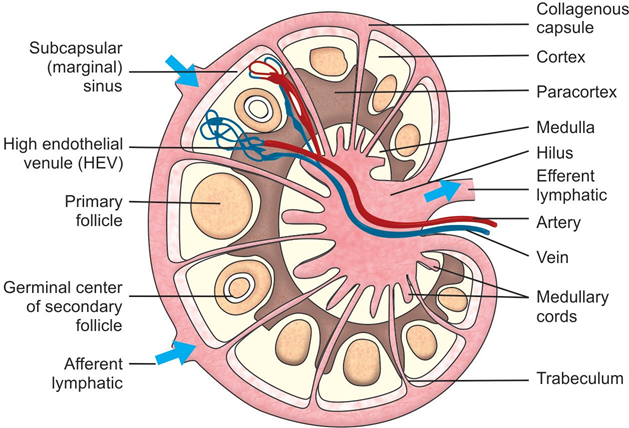 Subcapsular
(marginal)
sinus
High endothelial
venule (HEV)
Primary
follicle
Germinal center
of secondary
follicle
Afferent
lymphatic
Collagenous
capsule
Cortex
Paracortex
Medulla
Hilus
Efferent
lymphatic
Artery
Vein
Medullary
cords
Trabeculum